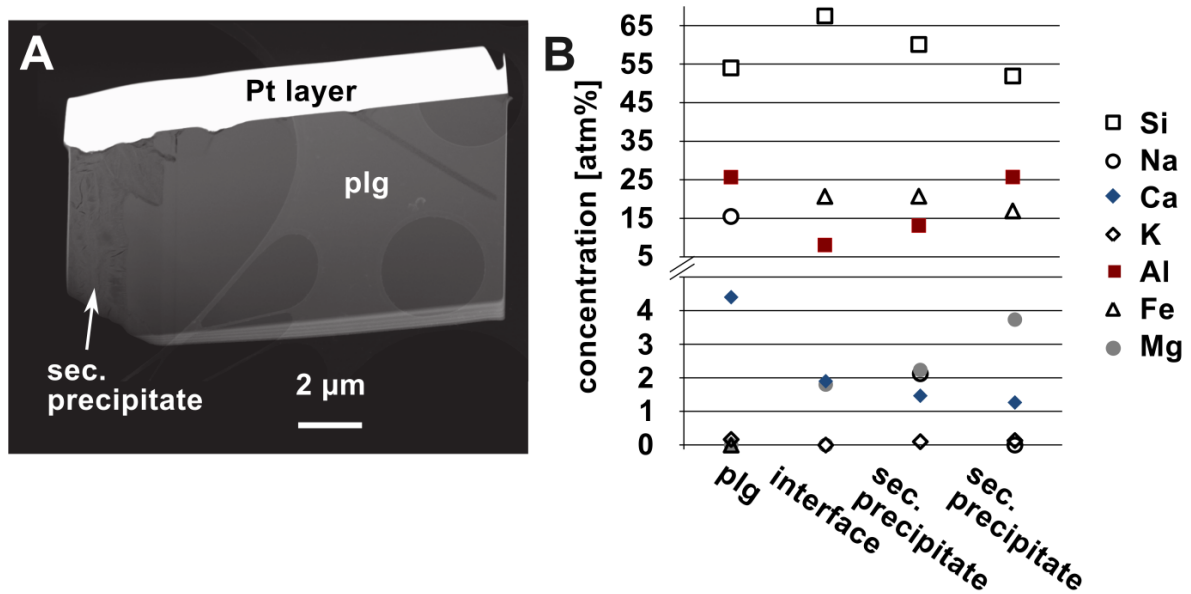 A
Pt layer
plg
sec.
precipitate
2 µm
B
concentration [atm%]
65
55
45
35
25
15
5
4
3
2
1
0
plg
interface
sec.
precipitate
sec.
precipitate
Si
Na
Ca
K
Al
Fe
Mg